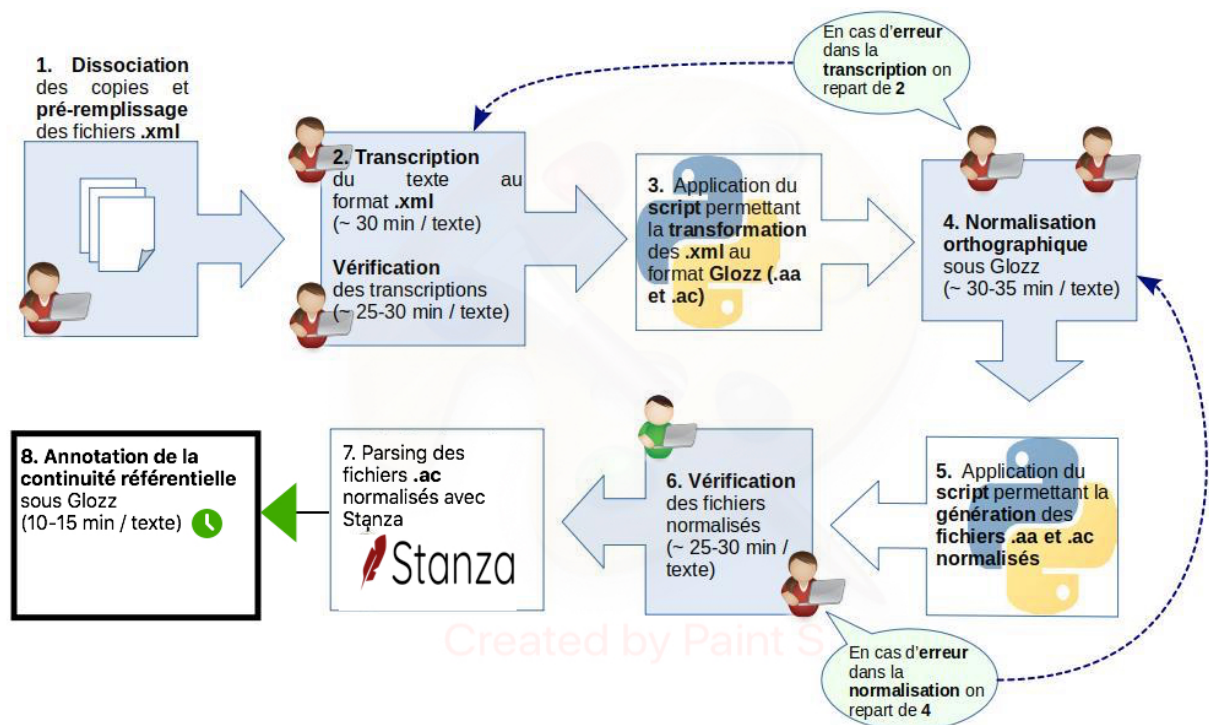 1. Dissociation
des copies et
pré-remplissage
des fichiers .xml
2. Transcription
du texte au
format .xml
(~ 30 min / texte)
Vérification
des transcriptions
(~ 25-30 min / texte)
3. Application du
script permettant
la transformation
des .xml au
format Glozz (.aa
et .ac)
En cas d'erreur
dans la
transcription on
repart de 2
4. Normalisation
orthographique
sous Glozz
(~ 30-35 min / texte)
5. Application du
script permettant la
génération des
fichiers .aa et .ac
normalisés
6. Vérification
des fichiers
normalisés
(~ 25-30 min /
texte)
En cas d'erreur
dans la
normalisation on
repart de 4
7. Parsing des
fichiers .ac
normalisés avec
Stanza
Stanza
8. Annotation de la
continuité référentielle
sous Glozz
(10-15 min / texte)
Created by Paint S